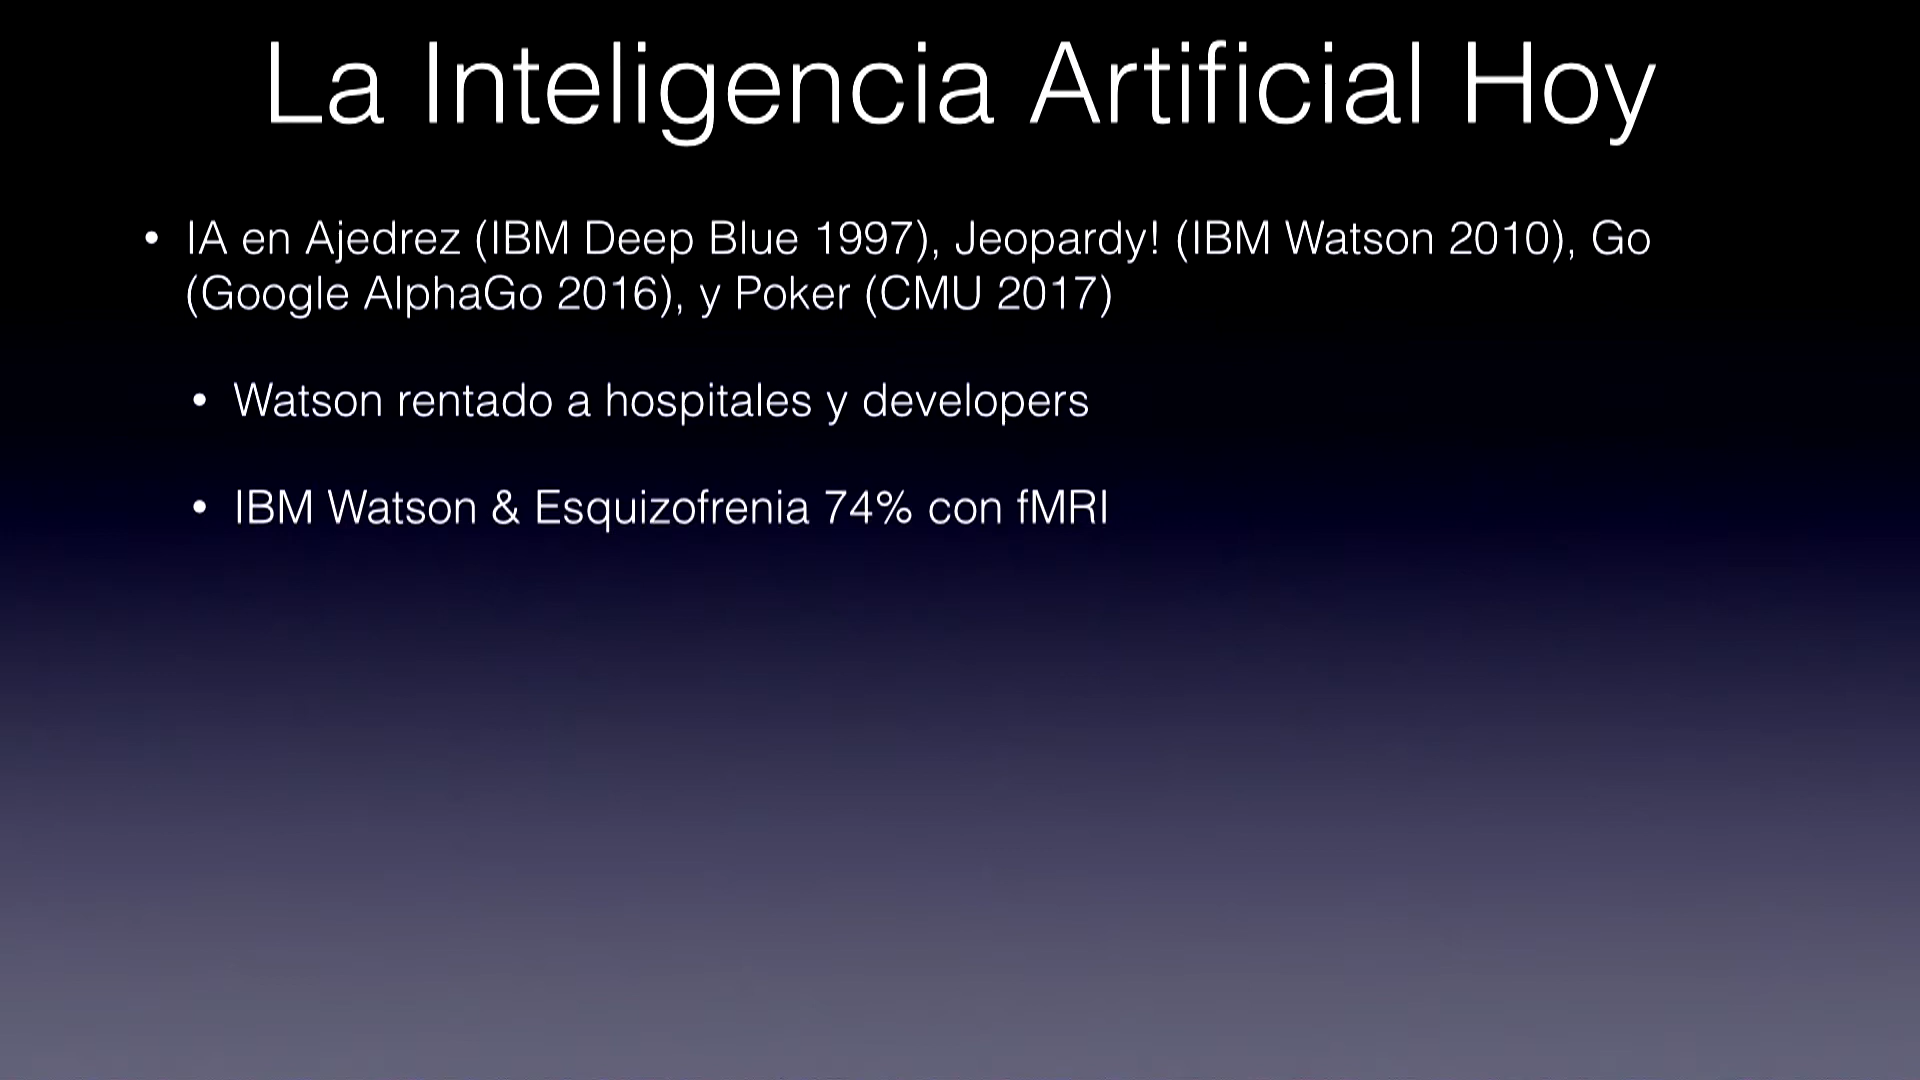 La Inteligencia Artificial Hoy
• IA en Ajedrez (IBM Deep Blue 1997), Jeopardy! (IBM Watson 2010), Go
(Google AlphaGo 2016), y Poker (CMU 2017)
• Watson rentado a hospitales y developers
• IBM Watson & Esquizofrenia 74% con fMRI